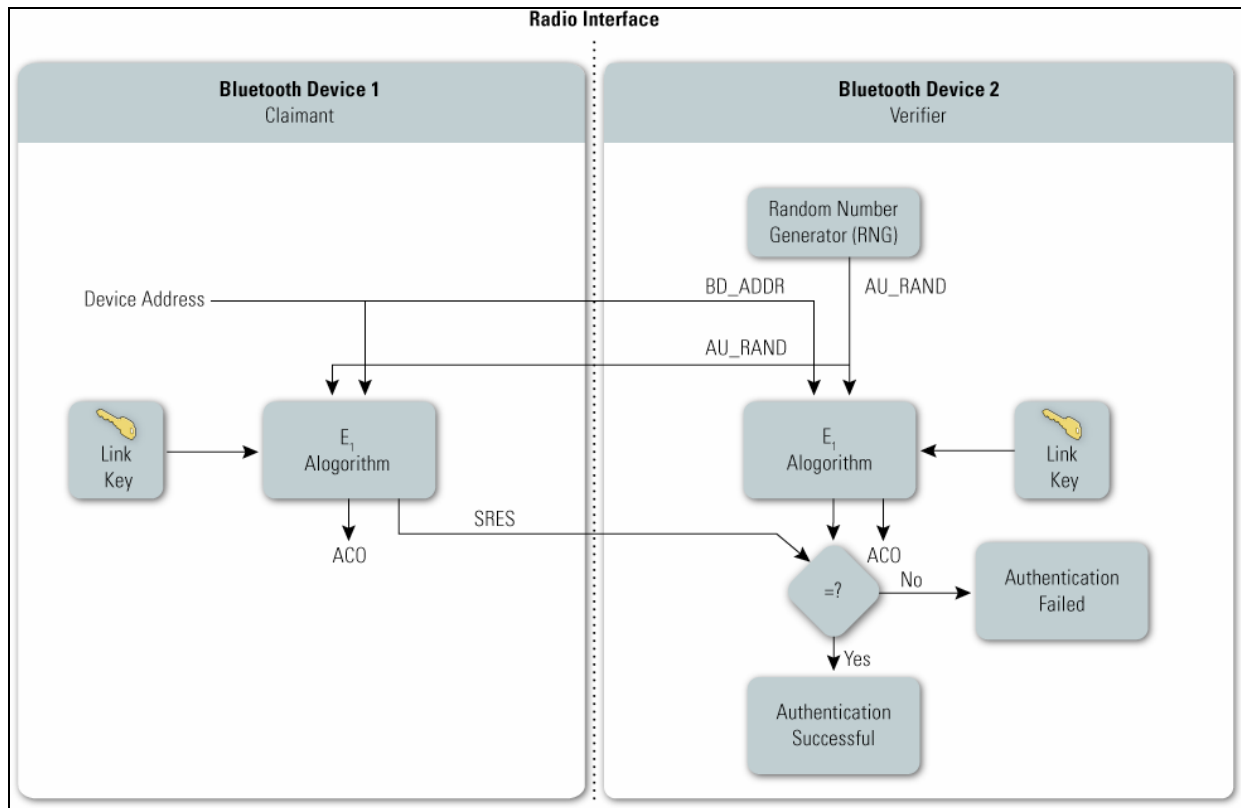 Radio Interface
Bluetooth Device 1
Claimant
Bluetooth Device 2
Verifier
Random Number
Generator (RNG)
Device Address
BD_ADDR
AU_RAND
AU_RAND
Link
Key
E1
Alogorithm
E1
Alogorithm
Link
Key
SRES
ACO
ACO
=?
No
Authentication
Failed
Yes
Authentication
Successful